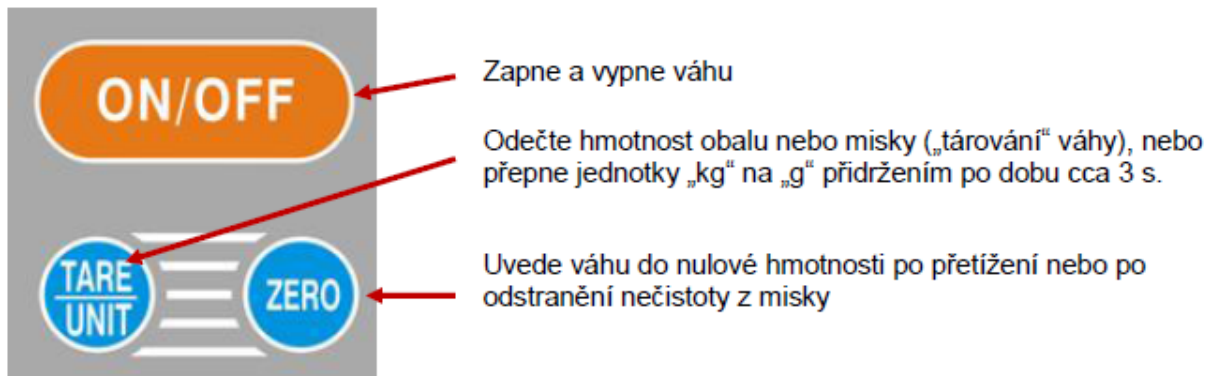 ON/OFF
Zapne a vypne váhu
Odečte hmotnost obalu nebo misky („tárování“ váhy), nebo
přepne jednotky „kg“ na „g“ přidržením po dobu cca 3 s.
TARE
UNIT
ZERO
Uvede váhu do nulové hmotnosti po přetížení nebo po
odstranění nečistoty z misky